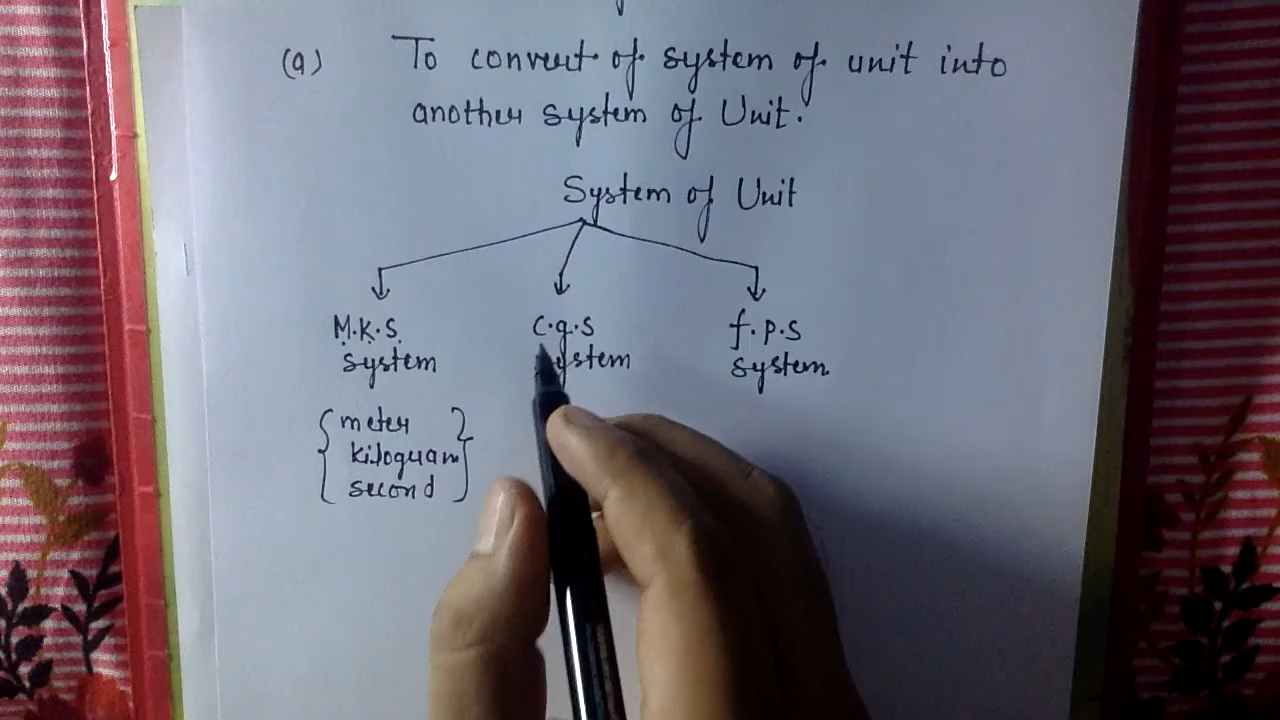 (a) To convert of system of unit into
another system of Unit.
System of Unit
M.K.S. C.g.S f.P.S
system system system
{ meter }
kilogram
second